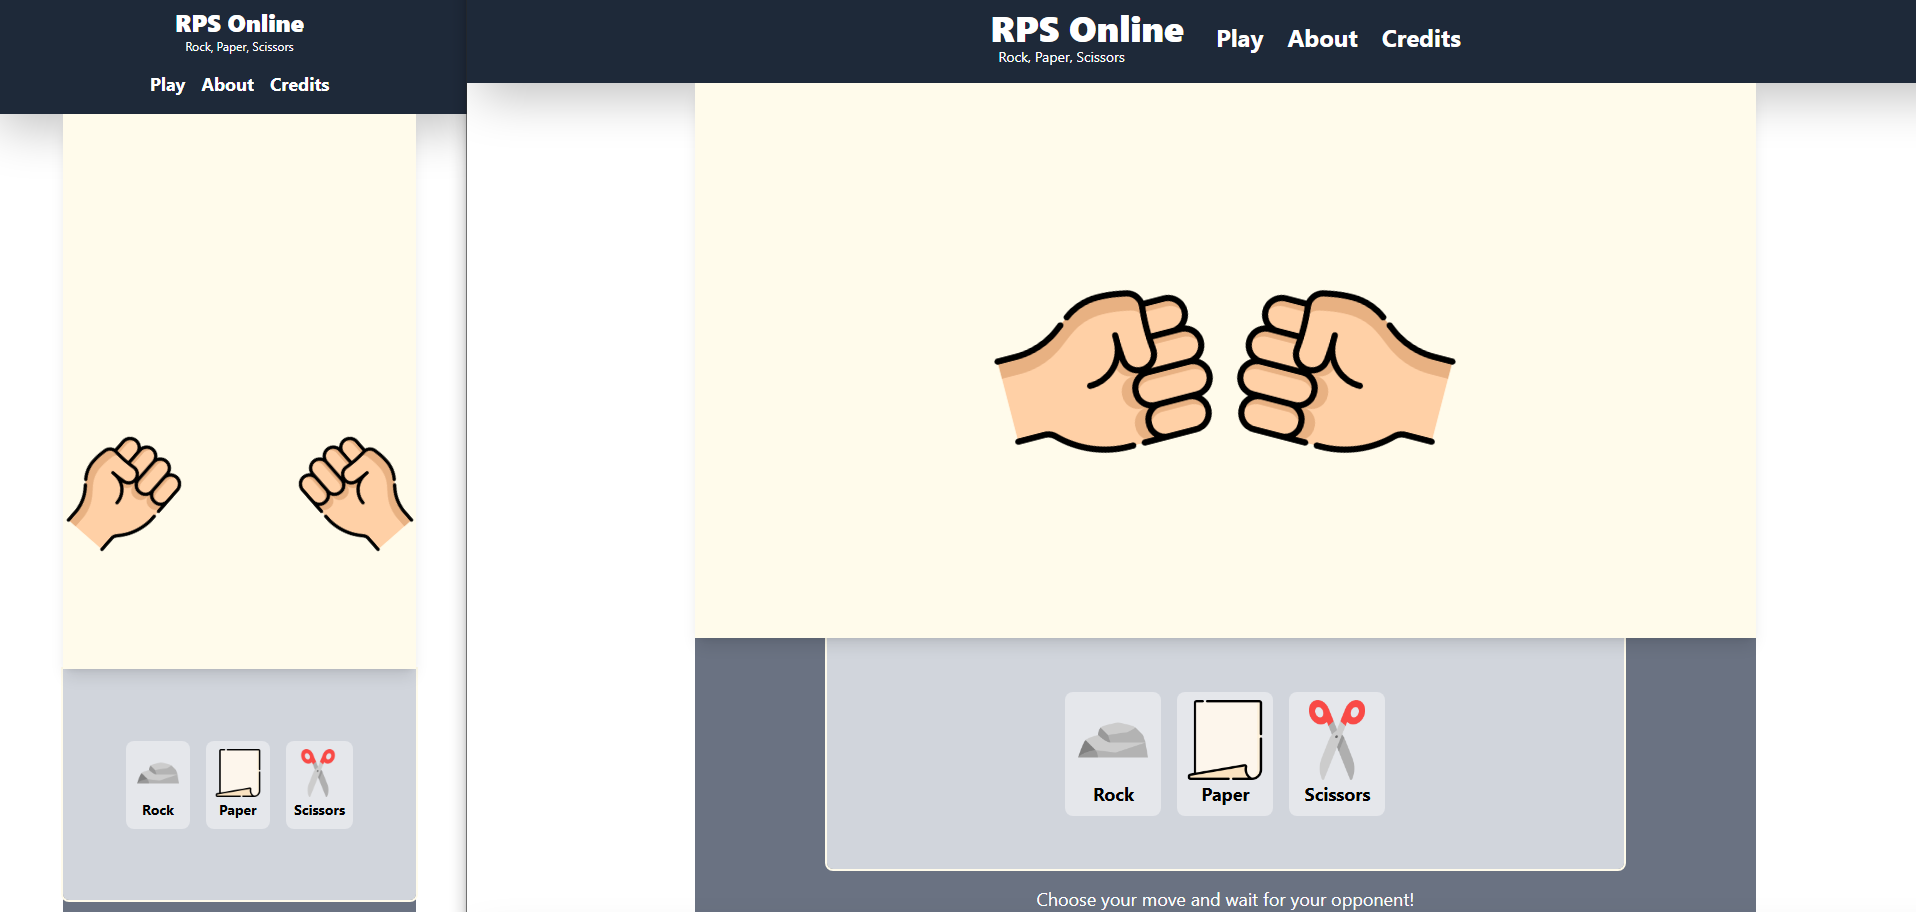 RPS Online
Rock, Paper, Scissors
Play About Credits
Rock Paper Scissors
RPS Online
Rock, Paper, Scissors
Play About Credits
Rock Paper Scissors
Choose your move and wait for your opponent!